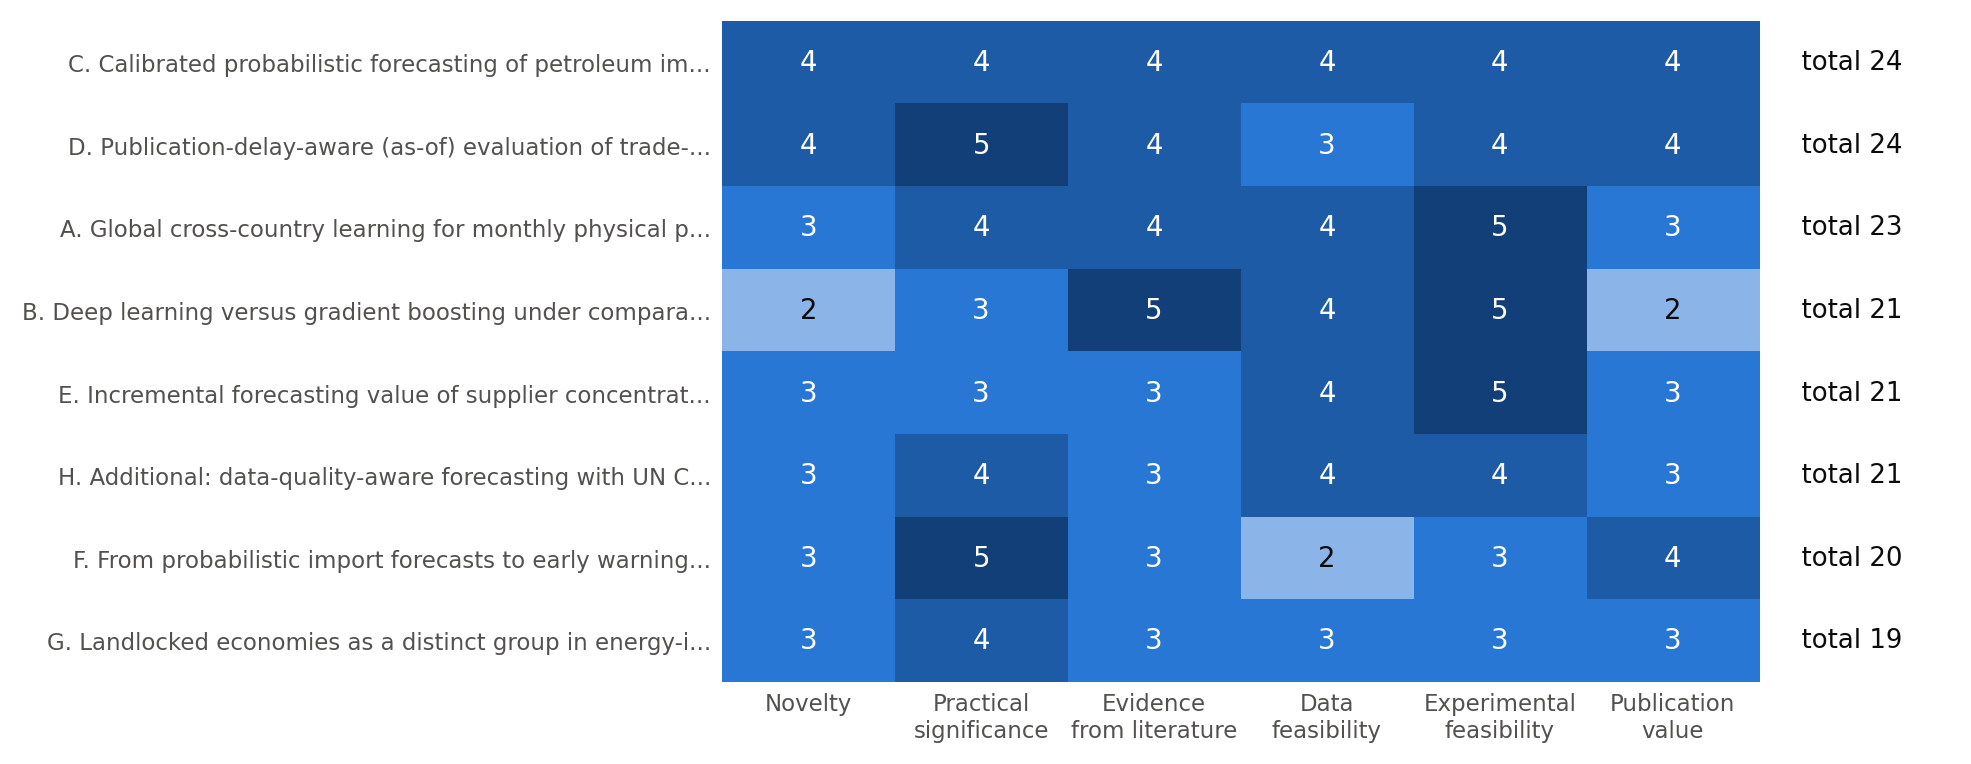 C. Calibrated probabilistic forecasting of petroleum im... 4 4 4 4 4 4 total 24
D. Publication-delay-aware (as-of) evaluation of trade-... 4 5 4 3 4 4 total 24
A. Global cross-country learning for monthly physical p... 3 4 4 4 5 3 total 23
B. Deep learning versus gradient boosting under compara... 2 3 5 4 5 2 total 21
E. Incremental forecasting value of supplier concentrat... 3 3 3 4 5 3 total 21
H. Additional: data-quality-aware forecasting with UN C... 3 4 3 4 4 3 total 21
F. From probabilistic import forecasts to early warning... 3 5 3 2 3 4 total 20
G. Landlocked economies as a distinct group in energy-i... 3 4 3 3 3 3 total 19
Novelty Practical Evidence Data Experimental Publication
significance from literature feasibility feasibility value